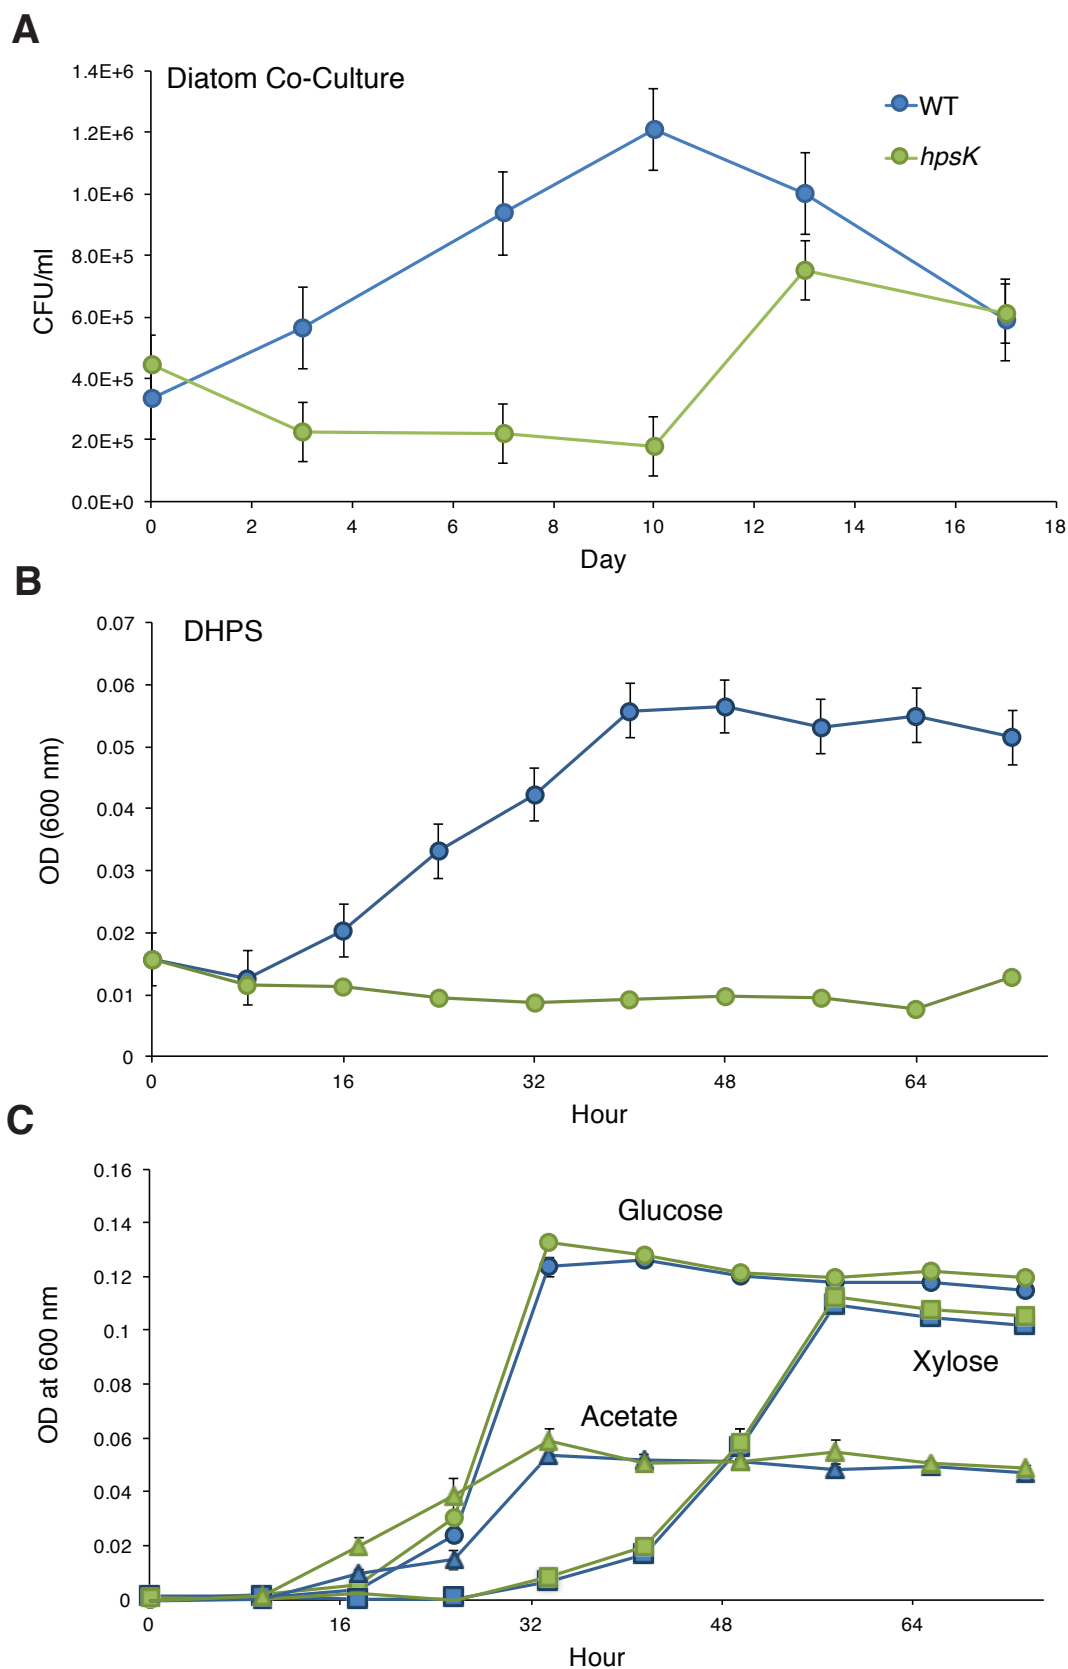 A
Diatom Co-Culture
WT
hpsK
1.4E+6
1.2E+6
1.0E+6
8.0E+5
6.0E+5
4.0E+5
2.0E+5
0.0E+0
CFU/ml
0 2 4 6 8 10 12 14 16 18
Day
B
DHPS
0.07
0.06
0.05
0.04
0.03
0.02
0.01
0
OD (600 nm)
0 16 32 48 64
Hour
C
0.16
0.14
0.12
0.1
0.08
0.06
0.04
0.02
0
OD at 600 nm
Glucose
Xylose
Acetate
0 16 32 48 64
Hour